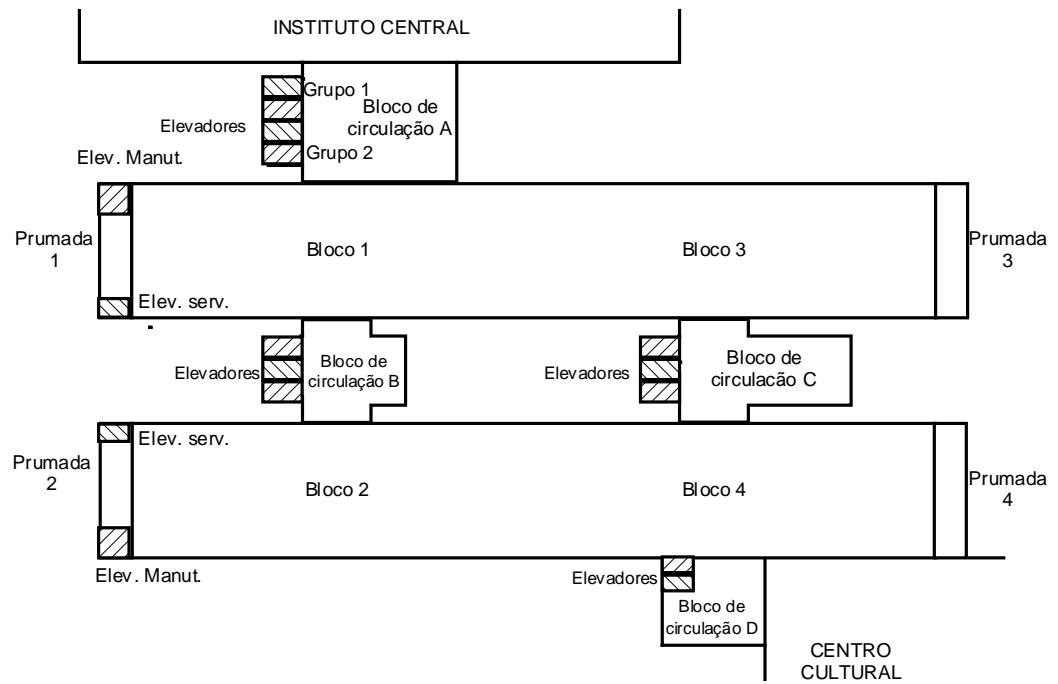 INSTITUTO CENTRAL
Grupo 1
Bloco de
circulação A
Elevadores
Grupo 2
Elev. Manut.
Prumada
1
Bloco 1
Bloco 3
Prumada
3
Elev. serv.
Elevadores
Bloco de
circulação B
Elevadores
Bloco de
circulacão C
Elev. serv.
Prumada
2
Bloco 2
Bloco 4
Prumada
4
Elev. Manut.
Elevadores
Bloco de
circulação D
CENTRO
CULTURAL